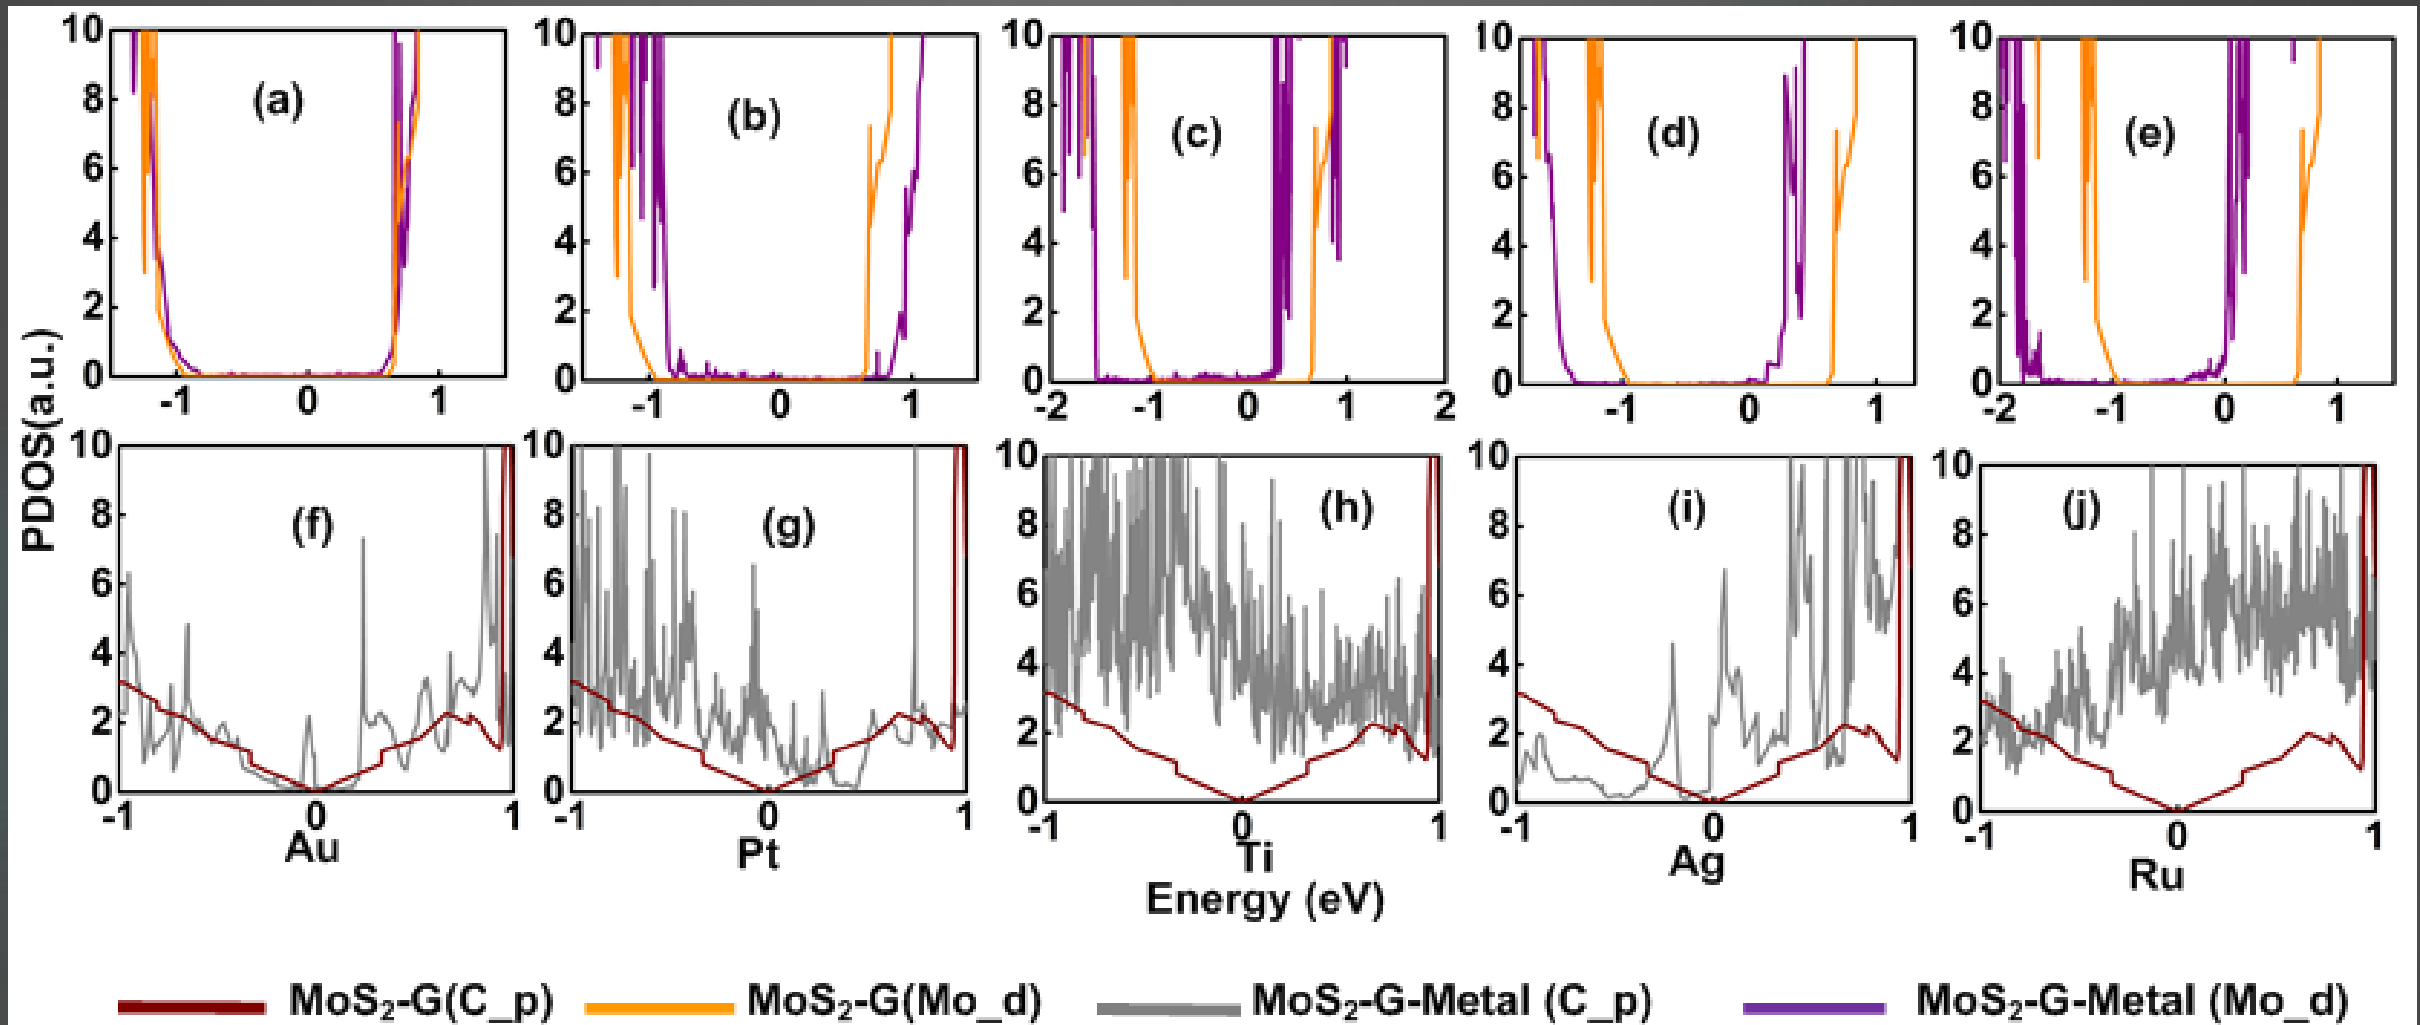 PDOS(a.u.)
10 8 6 4 2 0
(a)
-1 0 1
10 8 6 4 2 0
(b)
-1 0 1
10 8 6 4 2 0
(c)
-2 -1 0 1 2
10 8 6 4 2 0
(d)
-1 0 1
10 8 6 4 2 0
(e)
-2 -1 0 1
10 8 6 4 2 0
(f)
-1 0 1
Au
10 8 6 4 2 0
(g)
-1 0 1
Pt
10 8 6 4 2 0
(h)
-1 0 1
Ti
10 8 6 4 2 0
(i)
-1 0 1
Ag
10 8 6 4 2 0
(j)
-1 0 1
Ru
Energy (eV)
MoS₂-G(C_p) MoS₂-G(Mo_d) MoS₂-G-Metal (C_p) MoS₂-G-Metal (Mo_d)